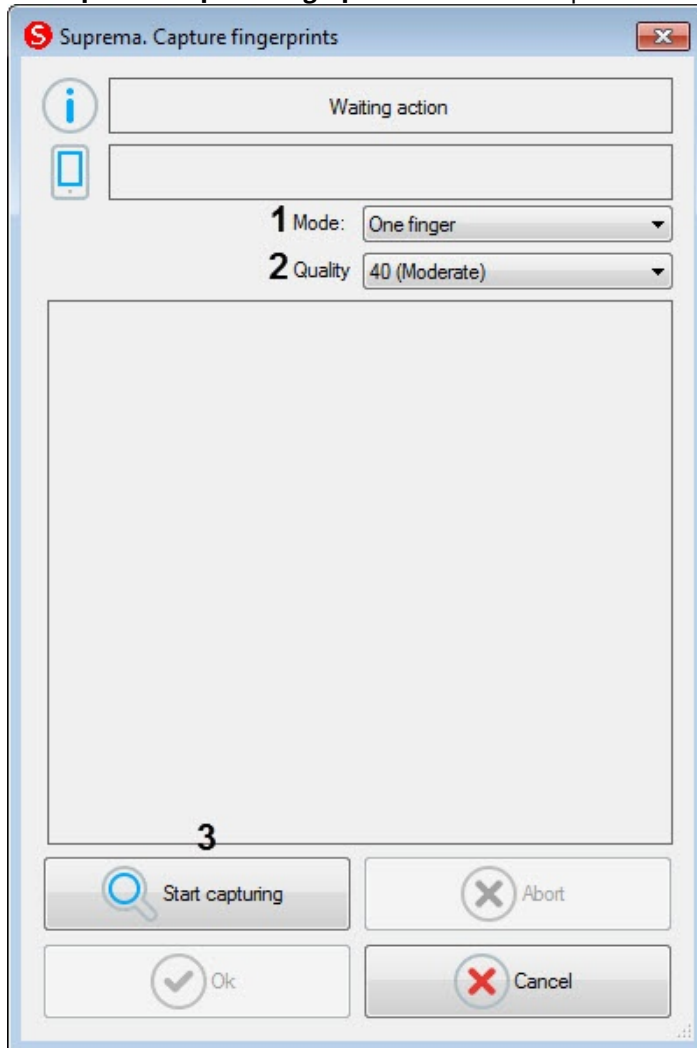 S Suprema. Capture fingerprints
Waiting action
1 Mode: One finger
2 Quality 40 (Moderate)
3
Start capturing Abort
Ok Cancel